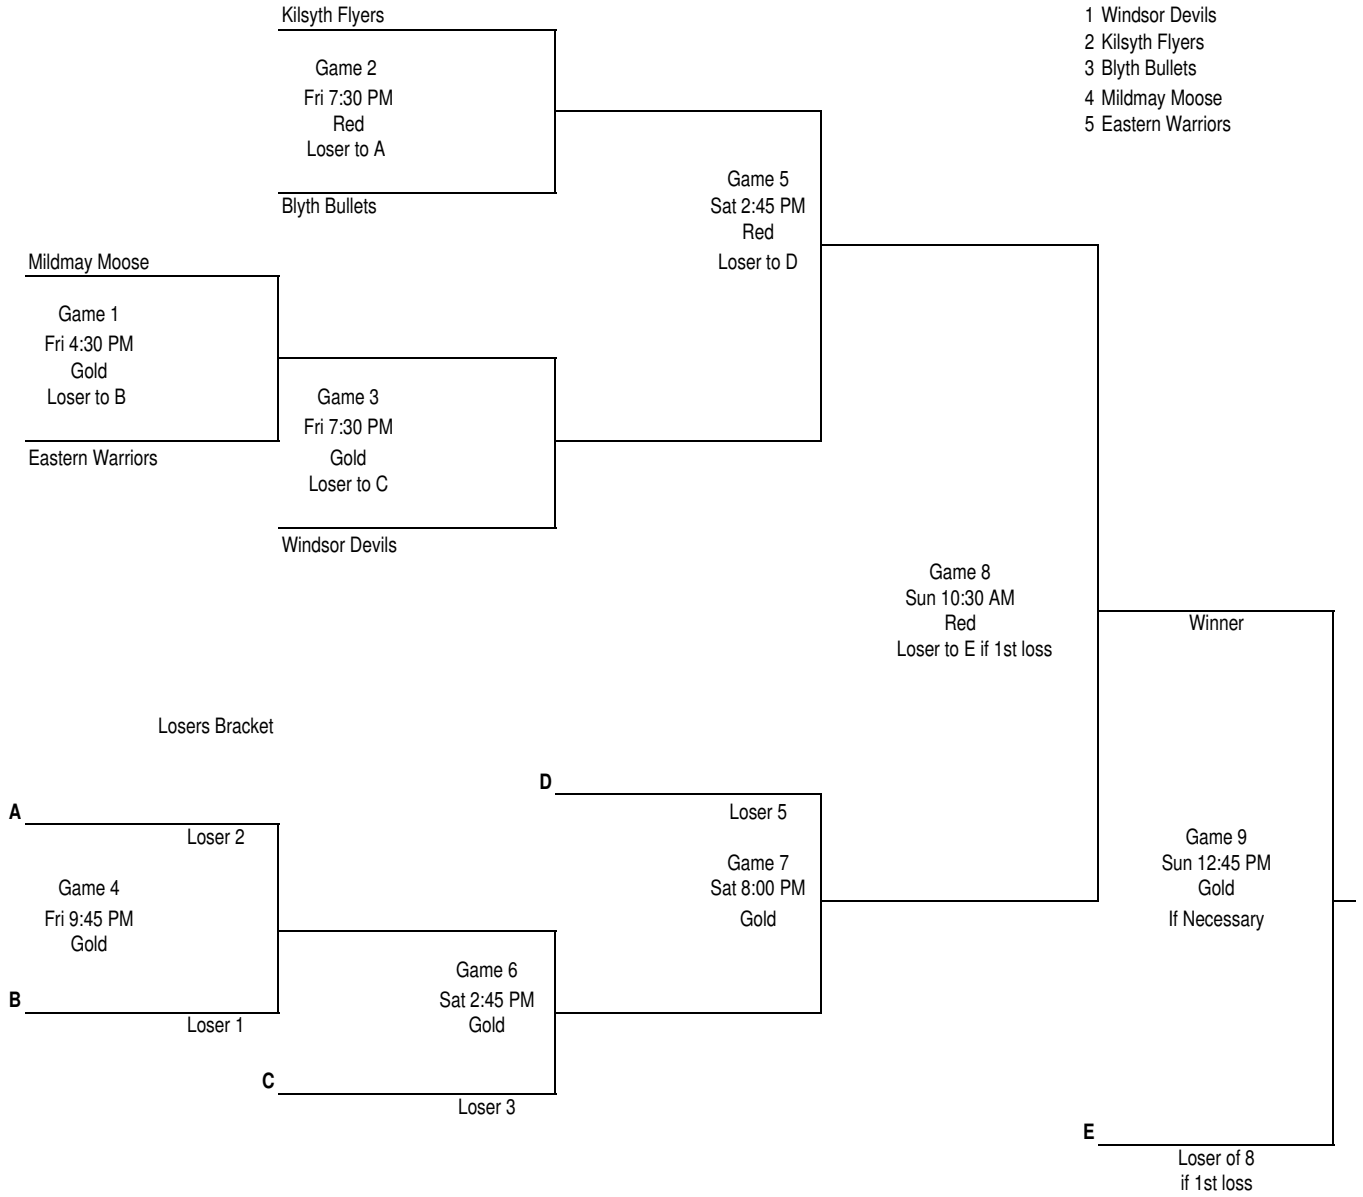 Kilsyth Flyers
Game 2
Fri 7:30 PM
Red
Loser to A
Blyth Bullets
1 Windsor Devils
2 Kilsyth Flyers
3 Blyth Bullets
4 Mildmay Moose
5 Eastern Warriors
Game 5
Sat 2:45 PM
Red
Loser to D
Mildmay Moose
Game 1
Fri 4:30 PM
Gold
Loser to B
Eastern Warriors
Game 3
Fri 7:30 PM
Gold
Loser to C
Windsor Devils
Game 8
Sun 10:30 AM
Red
Loser to E if 1st loss
Winner
Losers Bracket
A
Loser 2
Game 4
Fri 9:45 PM
Gold
B
Loser 1
D
Loser 5
Game 7
Sat 8:00 PM
Gold
Game 6
Sat 2:45 PM
Gold
C
Loser 3
Game 9
Sun 12:45 PM
Gold
If Necessary
E
Loser of 8
if 1st loss